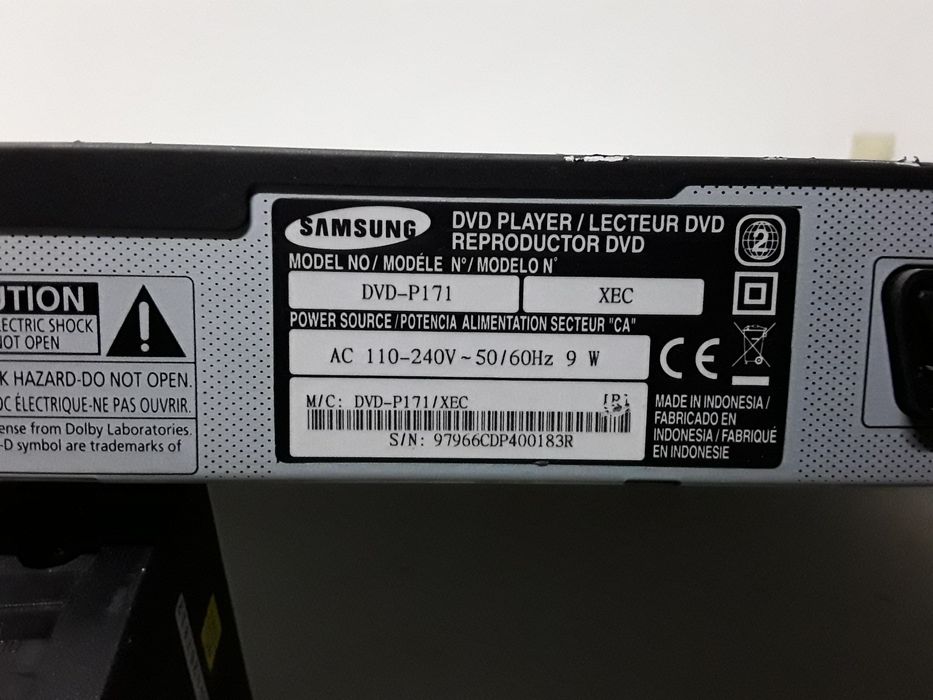 UTION
ECTRIC SHOCK
NOT OPEN
K HAZARD-DO NOT OPEN.
OC ÉLECTRIQUE-NE PAS OUVRIR.
ense from Dolby Laboratories.
-D symbol are trademarks of
SAMSUNG
DVD PLAYER / LECTEUR DVD
REPRODUCTOR DVD
2
MODEL NO / MODÉLE N° / MODELO N°
DVD-P171
XEC
POWER SOURCE / POTENCIA ALIMENTATION SECTEUR "CA"
AC 110-240V ~ 50/60Hz 9 W
CE
M/C: DVD-P171/XEC
S/N: 97966CDP400183R
MADE IN INDONESIA /
FABRICADO EN
INDONESIA / FABRIQUÉ
EN INDONESIE